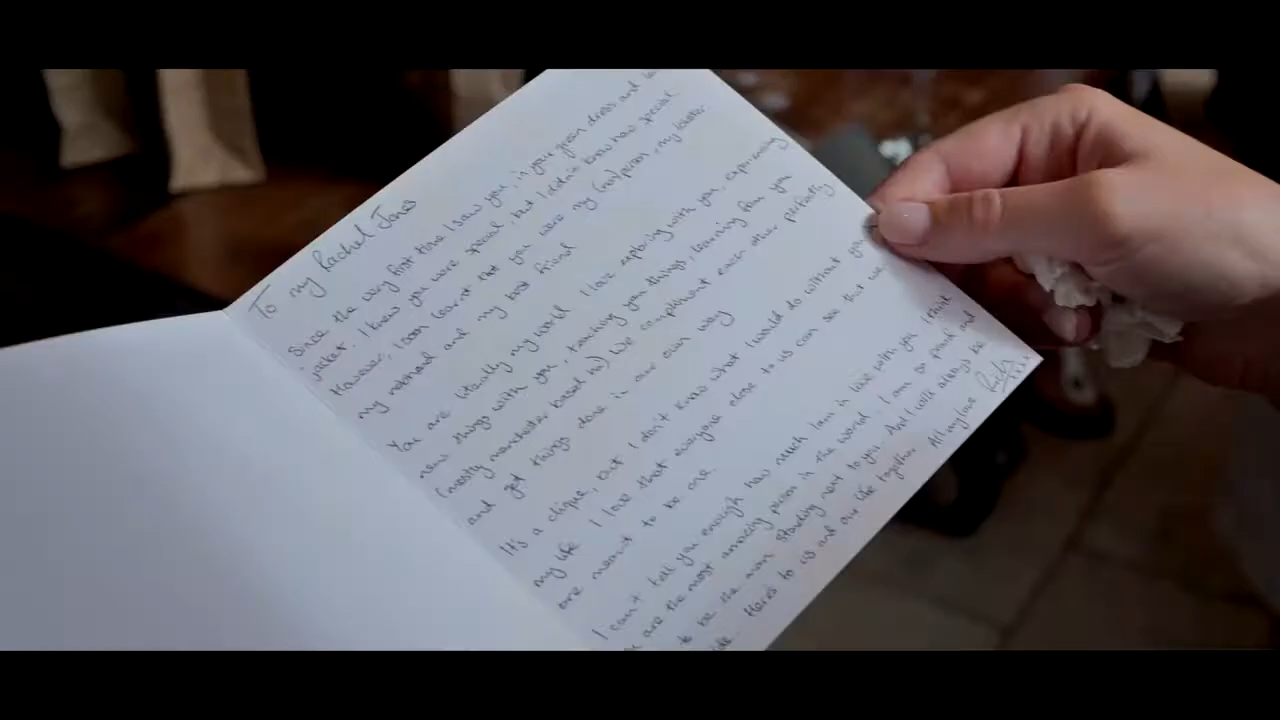 To my Rachel Jones
Since the very first time I saw you, in your green dress and
jacket. I knew you were special, but I didn't know how special.
However, I soon learnt that you were my (no1) person, my lobster
my retohand and my best friend
You are literally my world. I love exploring with you, experiencing
new things with you, teaching you things, learning from you
(mostly manchester based tho) We compliment each other perfectly
and get things done in our own way
It's a clique, but I don't know what I would do without you
my life. I love that everyone close to us can see that we
are meant to be one.
I can't tell you enough how much I am in love with you. I think
are the most amazing person in the world. I am so proud and
to be the man standing next to you. And I will always be
Here's to us and our life together. All my love